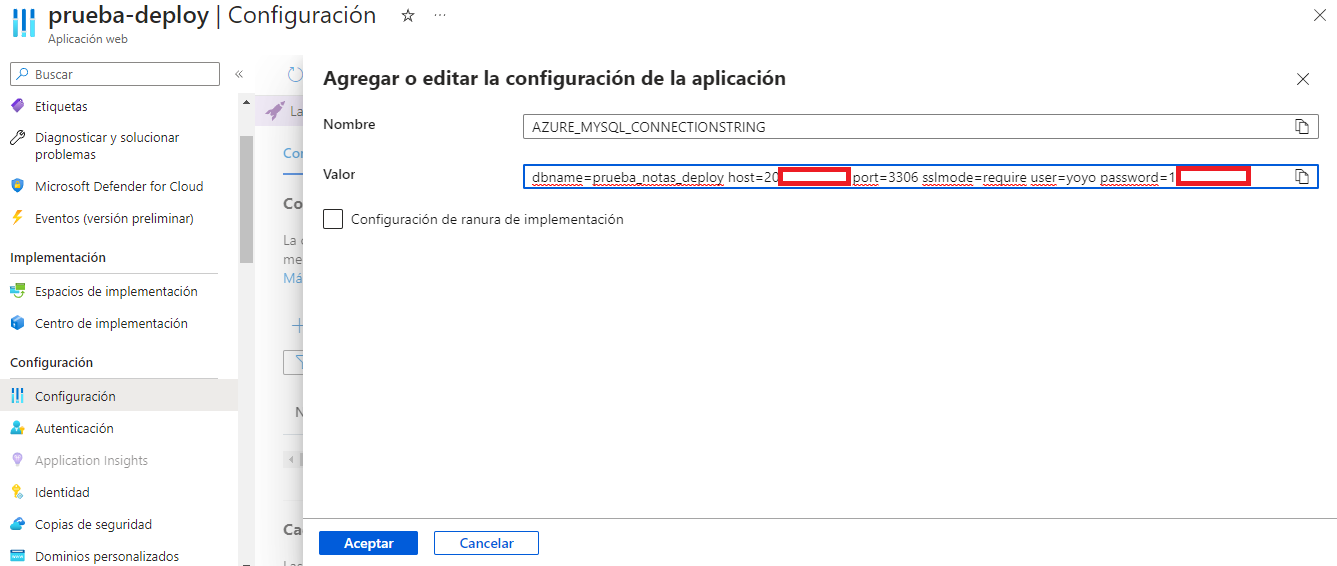 prueba-deploy | Configuración
Aplicación web
Buscar
Etiquetas
Diagnosticar y solucionar
problemas
Microsoft Defender for Cloud
Eventos (versión preliminar)
Implementación
Espacios de implementación
Centro de implementación
Configuración
Configuración
Autenticación
Application Insights
Identidad
Copias de seguridad
Dominios personalizados
La
Co
La
me
Má
N
Ca
Agregar o editar la configuración de la aplicación
Nombre
AZURE_MYSQL_CONNECTIONSTRING
Valor
dbname=prueba_notas_deploy host=20 port=3306 sslmode=require user=yoyo password=1
Configuración de ranura de implementación
Aceptar
Cancelar